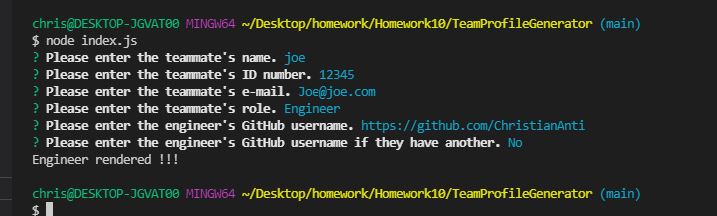 chris@DESKTOP-JGVAT00 MINGW64 ~/Desktop/homework/Homework10/TeamProfileGenerator (main)
$ node index.js
? Please enter the teammate's name. joe
? Please enter the teammate's ID number. 12345
? Please enter the teammate's e-mail. Joe@joe.com
? Please enter the teammate's role. Engineer
? Please enter the engineer's GitHub username. https://github.com/ChristianAnti
? Please enter the engineer's GitHub username if they have another. No
Engineer rendered !!!
chris@DESKTOP-JGVAT00 MINGW64 ~/Desktop/homework/Homework10/TeamProfileGenerator (main)
$